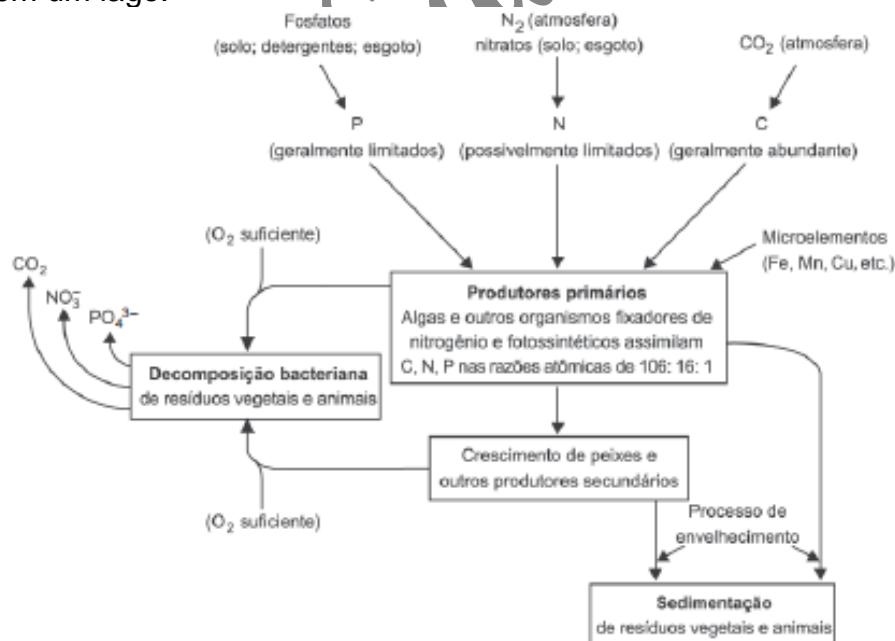 em um lago.
Fosfatos
(solo; detergentes; esgoto)
N₂ (atmosfera)
nitratos (solo; esgoto)
CO₂ (atmosfera)
P
(geralmente limitados)
N
(possivelmente limitados)
C
(geralmente abundante)
(O₂ suficiente)
Microelementos
(Fe, Mn, Cu, etc.)
CO₂
NO₃⁻
PO₄³⁻
Produtores primários
Algas e outros organismos fixadores de
nitrogênio e fotossintéticos assimilam
C, N, P nas razões atômicas de 106: 16: 1
Decomposição bacteriana
de resíduos vegetais e animais
Crescimento de peixes e
outros produtores secundários
(O₂ suficiente)
Processo de
envelhecimento
Sedimentação
de resíduos vegetais e animais